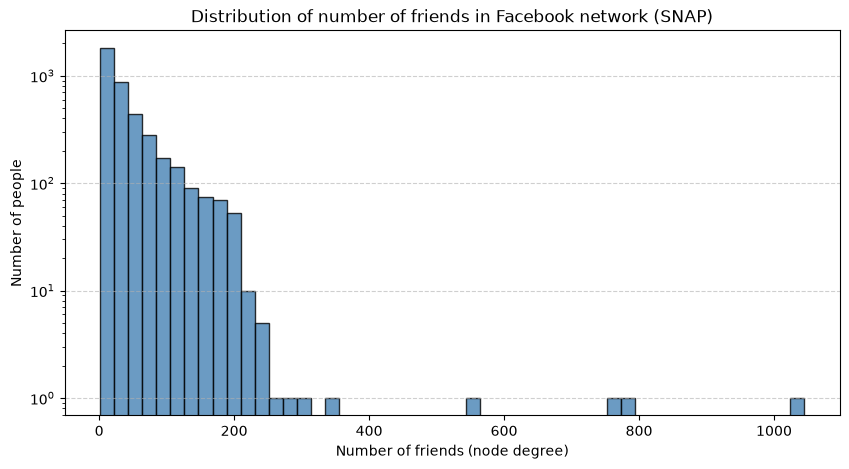 Distribution of number of friends in Facebook network (SNAP)
Number of people
10³
10²
10¹
10⁰
0 200 400 600 800 1000
Number of friends (node degree)